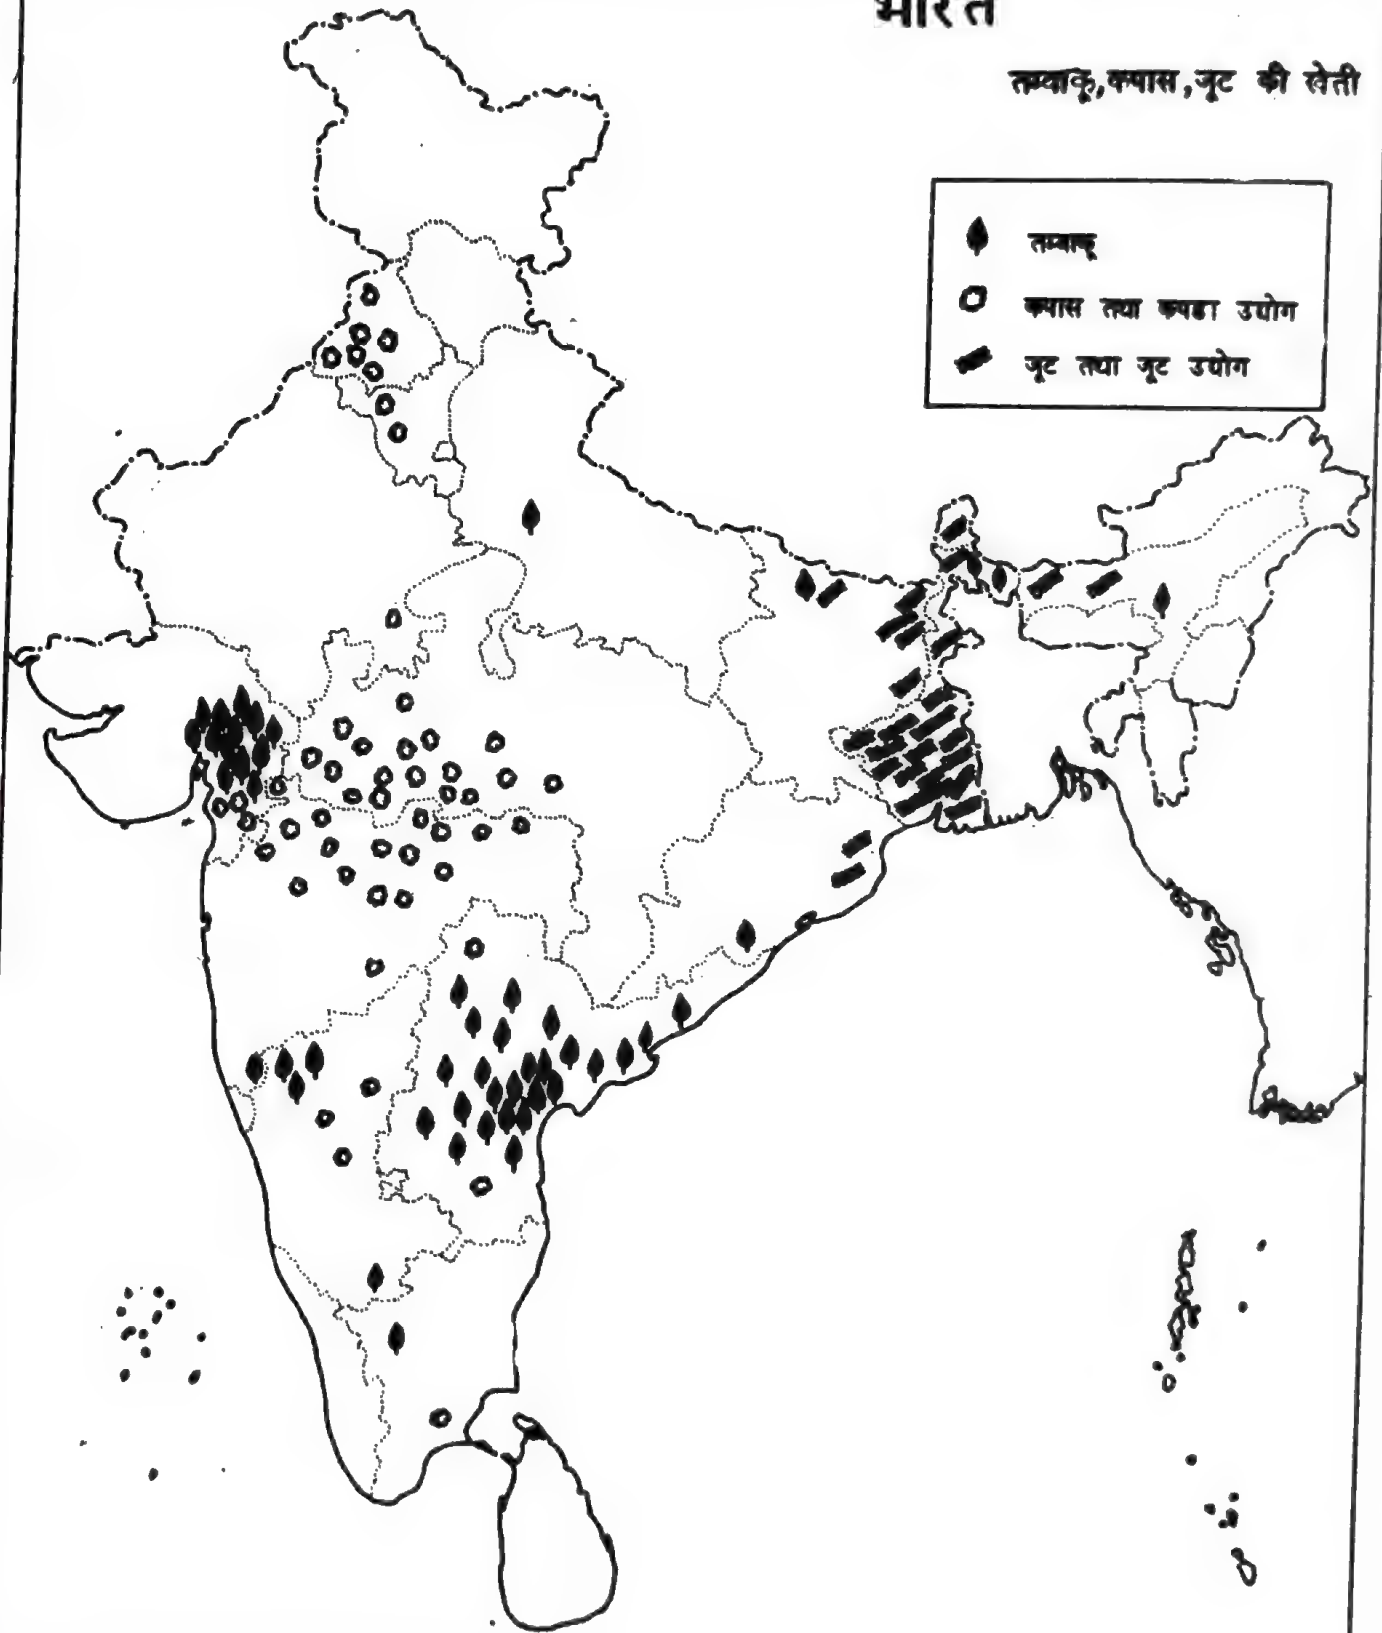 भारत
तम्वाकू,कपास,जूट की खेती
तम्वाकू
कपास तथा कपडा उद्योग
जूट तथा जूट उद्योग